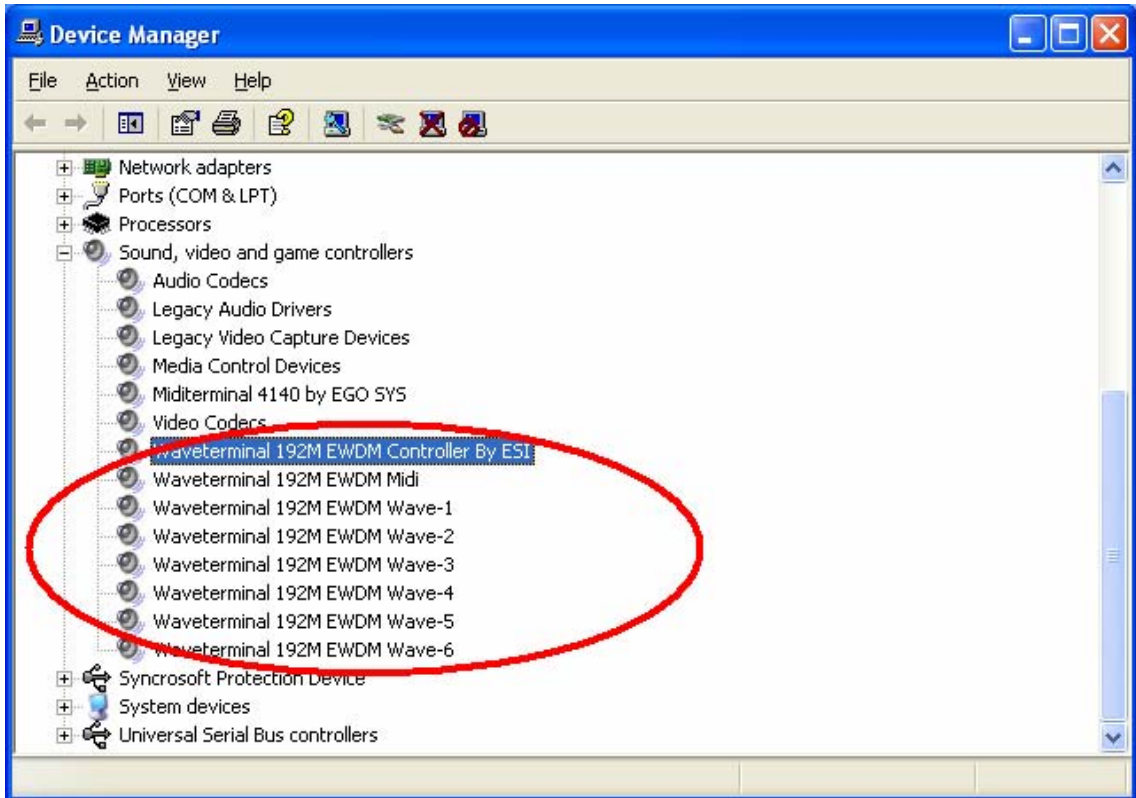 Device Manager
File Action View Help
Network adapters
Ports (COM & LPT)
Processors
Sound, video and game controllers
Audio Codecs
Legacy Audio Drivers
Legacy Video Capture Devices
Media Control Devices
Miditerminal 4140 by EGO SYS
Video Codecs
Waveterminal 192M EWDM Controller By ESI
Waveterminal 192M EWDM Midi
Waveterminal 192M EWDM Wave-1
Waveterminal 192M EWDM Wave-2
Waveterminal 192M EWDM Wave-3
Waveterminal 192M EWDM Wave-4
Waveterminal 192M EWDM Wave-5
Waveterminal 192M EWDM Wave-6
Syncrosoft Protection Device
System devices
Universal Serial Bus controllers